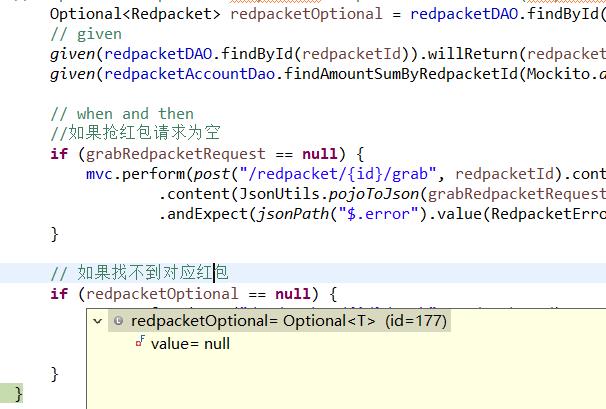 Optional<Redpacket> redpacketOptional = redpacketDAO.findById(
// given
given(redpacketDAO.findById(redpacketId)).willReturn(redpacket
given(redpacketAccountDao.findAmountSumByRedpacketId(Mockito.a
// when and then
//如果抢红包请求为空
if (grabRedpacketRequest == null) {
mvc.perform(post("/redpacket/{id}/grab", redpacketId).cont
.content(JsonUtils.pojoToJson(grabRedpacketRequest
.andExpect(jsonPath("$.error").value(RedpacketErro
}
// 如果找不到对应红包
if (redpacketOptional == null) {
redpacketOptional= Optional<T> (id=177)
value= null
}
}